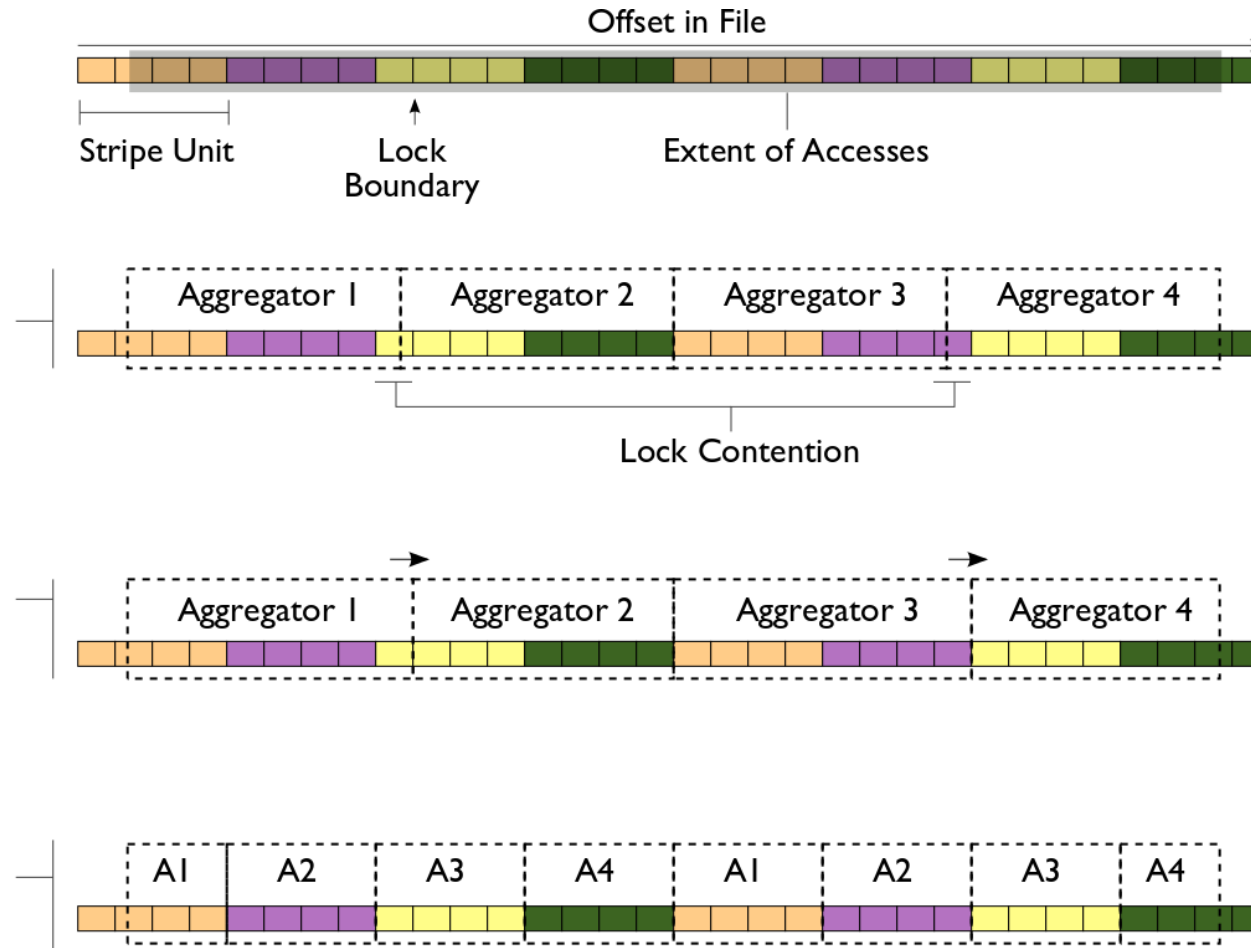 Offset in File
Stripe Unit
Lock
Boundary
Extent of Accesses
Aggregator 1 Aggregator 2 Aggregator 3 Aggregator 4
Lock Contention
Aggregator 1 Aggregator 2 Aggregator 3 Aggregator 4
A1 A2 A3 A4 A1 A2 A3 A4